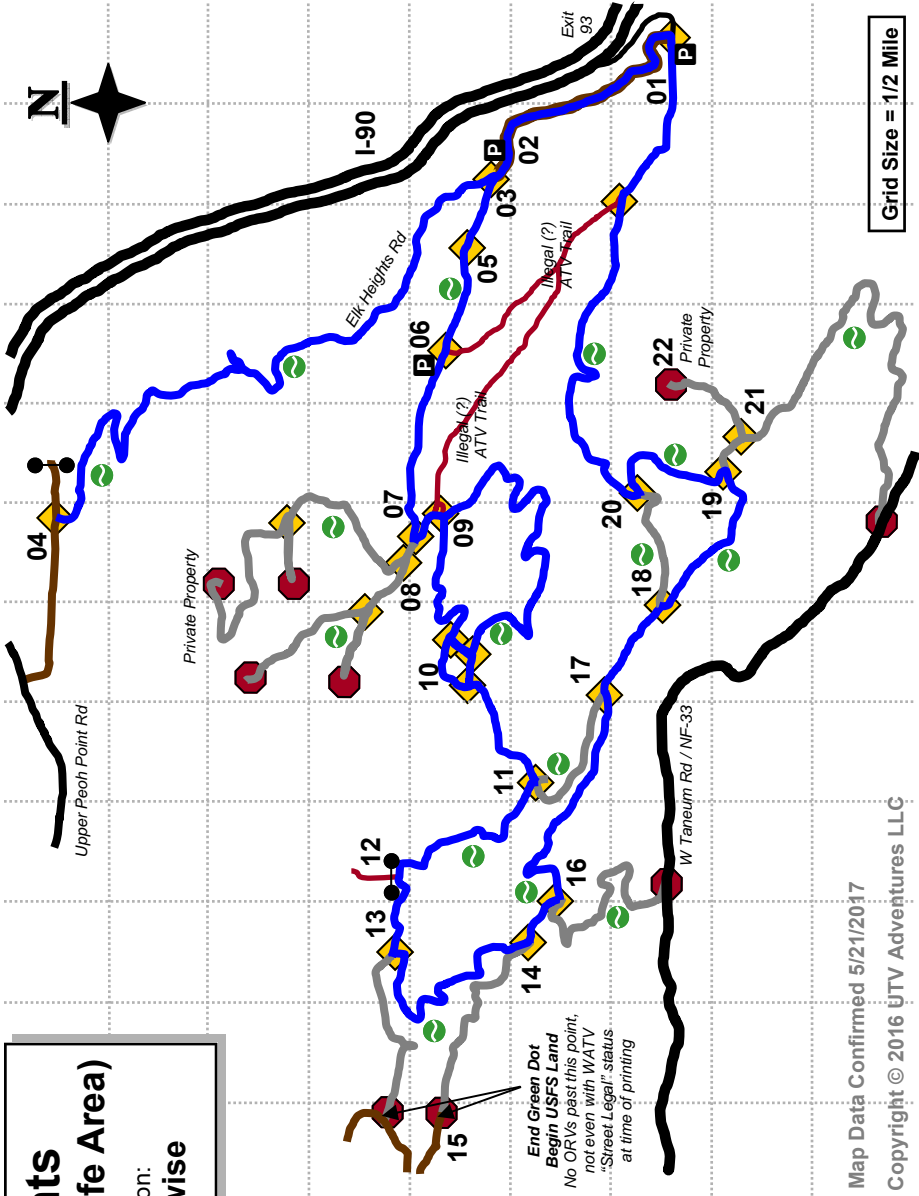 nts
fe Area)
on:
wise
N
I-90
Exit
93
P
01
P
02
03
Elk Heights Rd
05
P
06
Illegal (?)
ATV Trail
Illegal (?)
ATV Trail
04
Upper Peoh Point Rd
Private Property
07
08
09
10
11
12
13
14
15
16
17
18
19
20
21
22
Private
Property
W Taneum Rd / NF-33
End Green Dot
Begin USFS Land
No ORVs past this point,
not even with WATV
"Street Legal" status
at time of printing
Grid Size = 1/2 Mile
Map Data Confirmed 5/21/2017
Copyright © 2016 UTV Adventures LLC